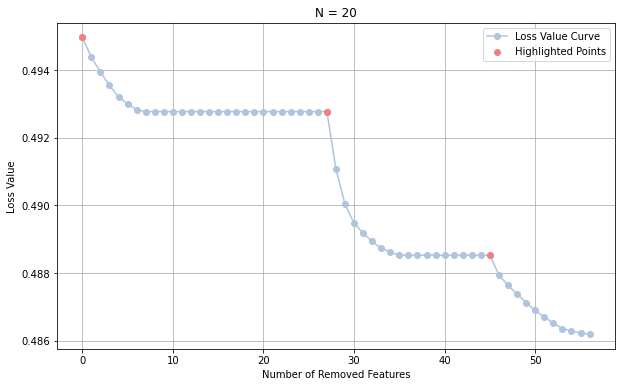 N = 20
Loss Value Curve
Highlighted Points
0.494
0.492
0.490
0.488
0.486
Loss Value
0 10 20 30 40 50
Number of Removed Features